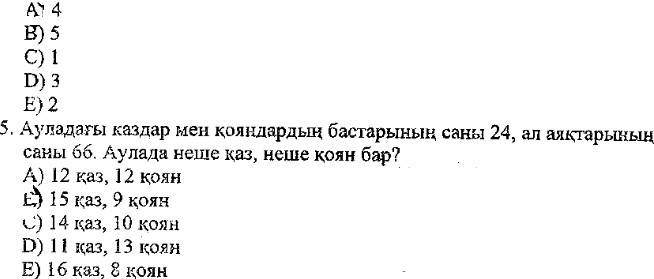 A) 4
B) 5
C) 1
D) 3
E) 2
5. Ауладағы каздар мен қояндардың бастарының саны 24, ал аяқтарының
саны 66. Аулада неше қаз, неше қоян бар?
A) 12 қаз, 12 қоян
B) 15 қаз, 9 қоян
C) 14 қаз, 10 қоян
D) 11 қаз, 13 қоян
E) 16 қаз, 8 қоян